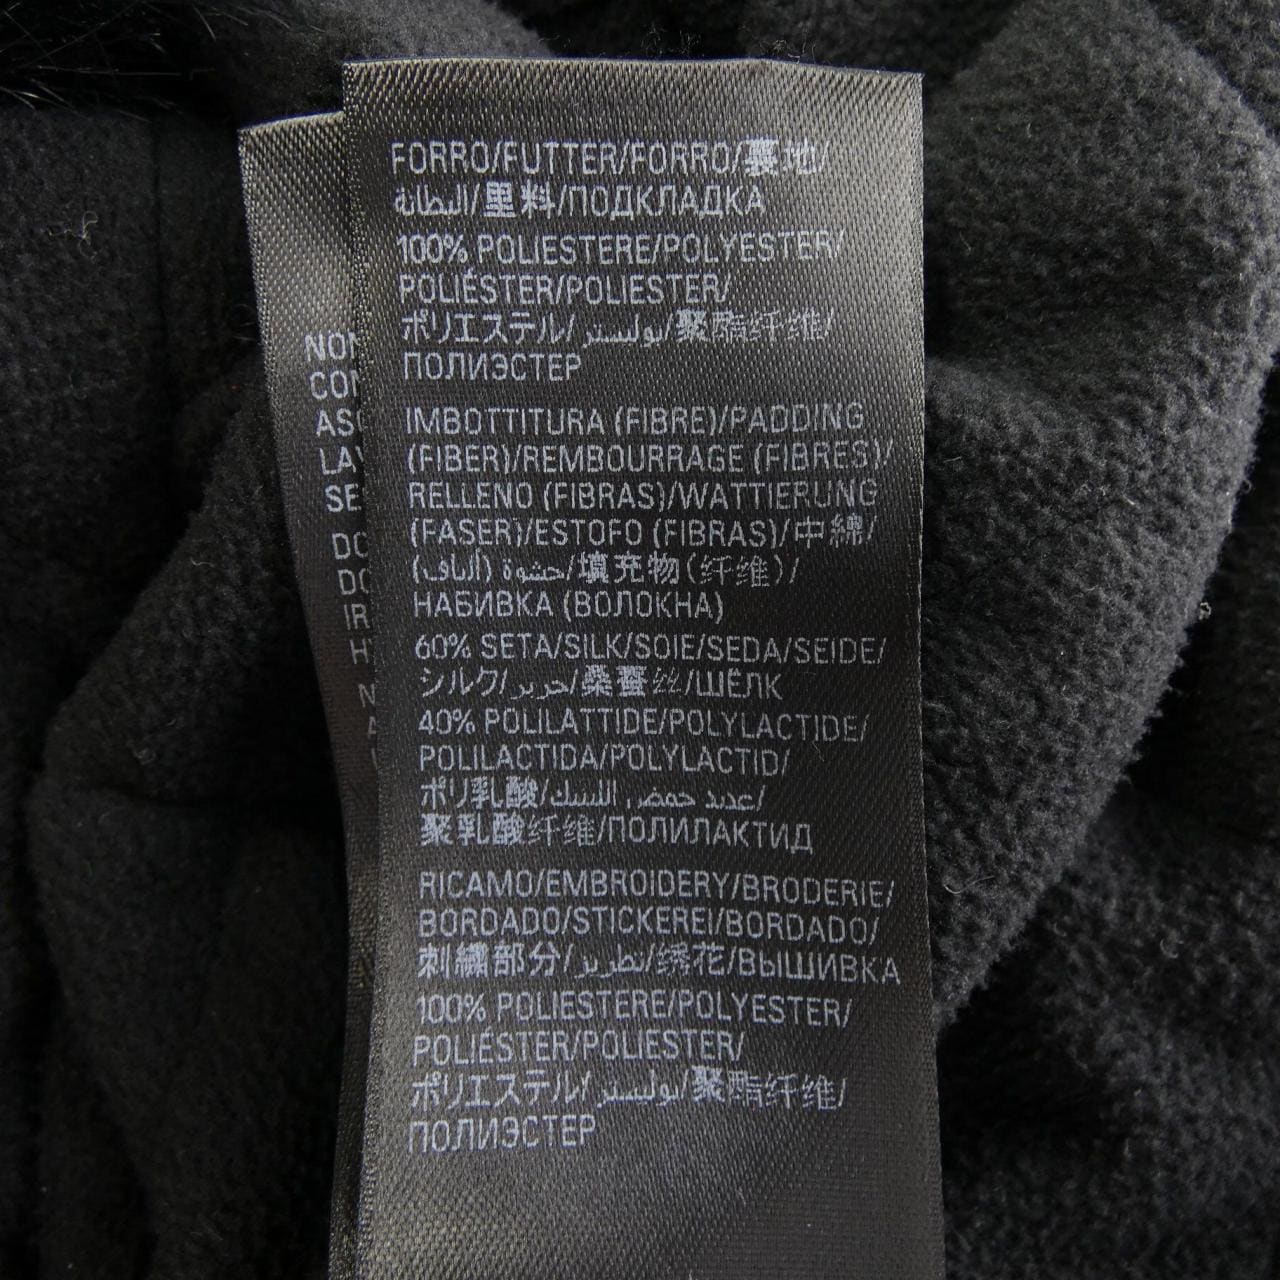 FORRO/FUTTER/FORRO/裏地/
البطانة/里料/ПОДКЛАДКА
100% POLIESTERE/POLYESTER/
POLIÉSTER/POLIESTER/
ポリエステル/بوليستر/聚酯纤维/
ПОЛИЭСТЕР
IMBOTTITURA (FIBRE)/PADDING
(FIBER)/REMBOURRAGE (FIBRES)/
RELLENO (FIBRAS)/WATTIERUNG
(FASER)/ESTOFO (FIBRAS)/中綿/
حشوة (ألياف)/填充物(纤维)/
НАБИВКА (ВОЛОКНА)
60% SETA/SILK/SOIE/SEDA/SEIDE/
シルク/حرير/桑蚕丝/ШЁЛК
40% POLILATTIDE/POLYLACTIDE/
POLILACTIDA/POLYLACTID/
ポリ乳酸/عديد حمض اللبنيك/
聚乳酸纤维/ПОЛИЛАКТИД
RICAMO/EMBROIDERY/BRODERIE/
BORDADO/STICKEREI/BORDADO/
刺繍部分/تطريز/绣花/ВЫШИВКА
100% POLIESTERE/POLYESTER/
POLIÉSTER/POLIESTER/
ポリエステル/بوليستر/聚酯纤维/
ПОЛИЭСТЕР